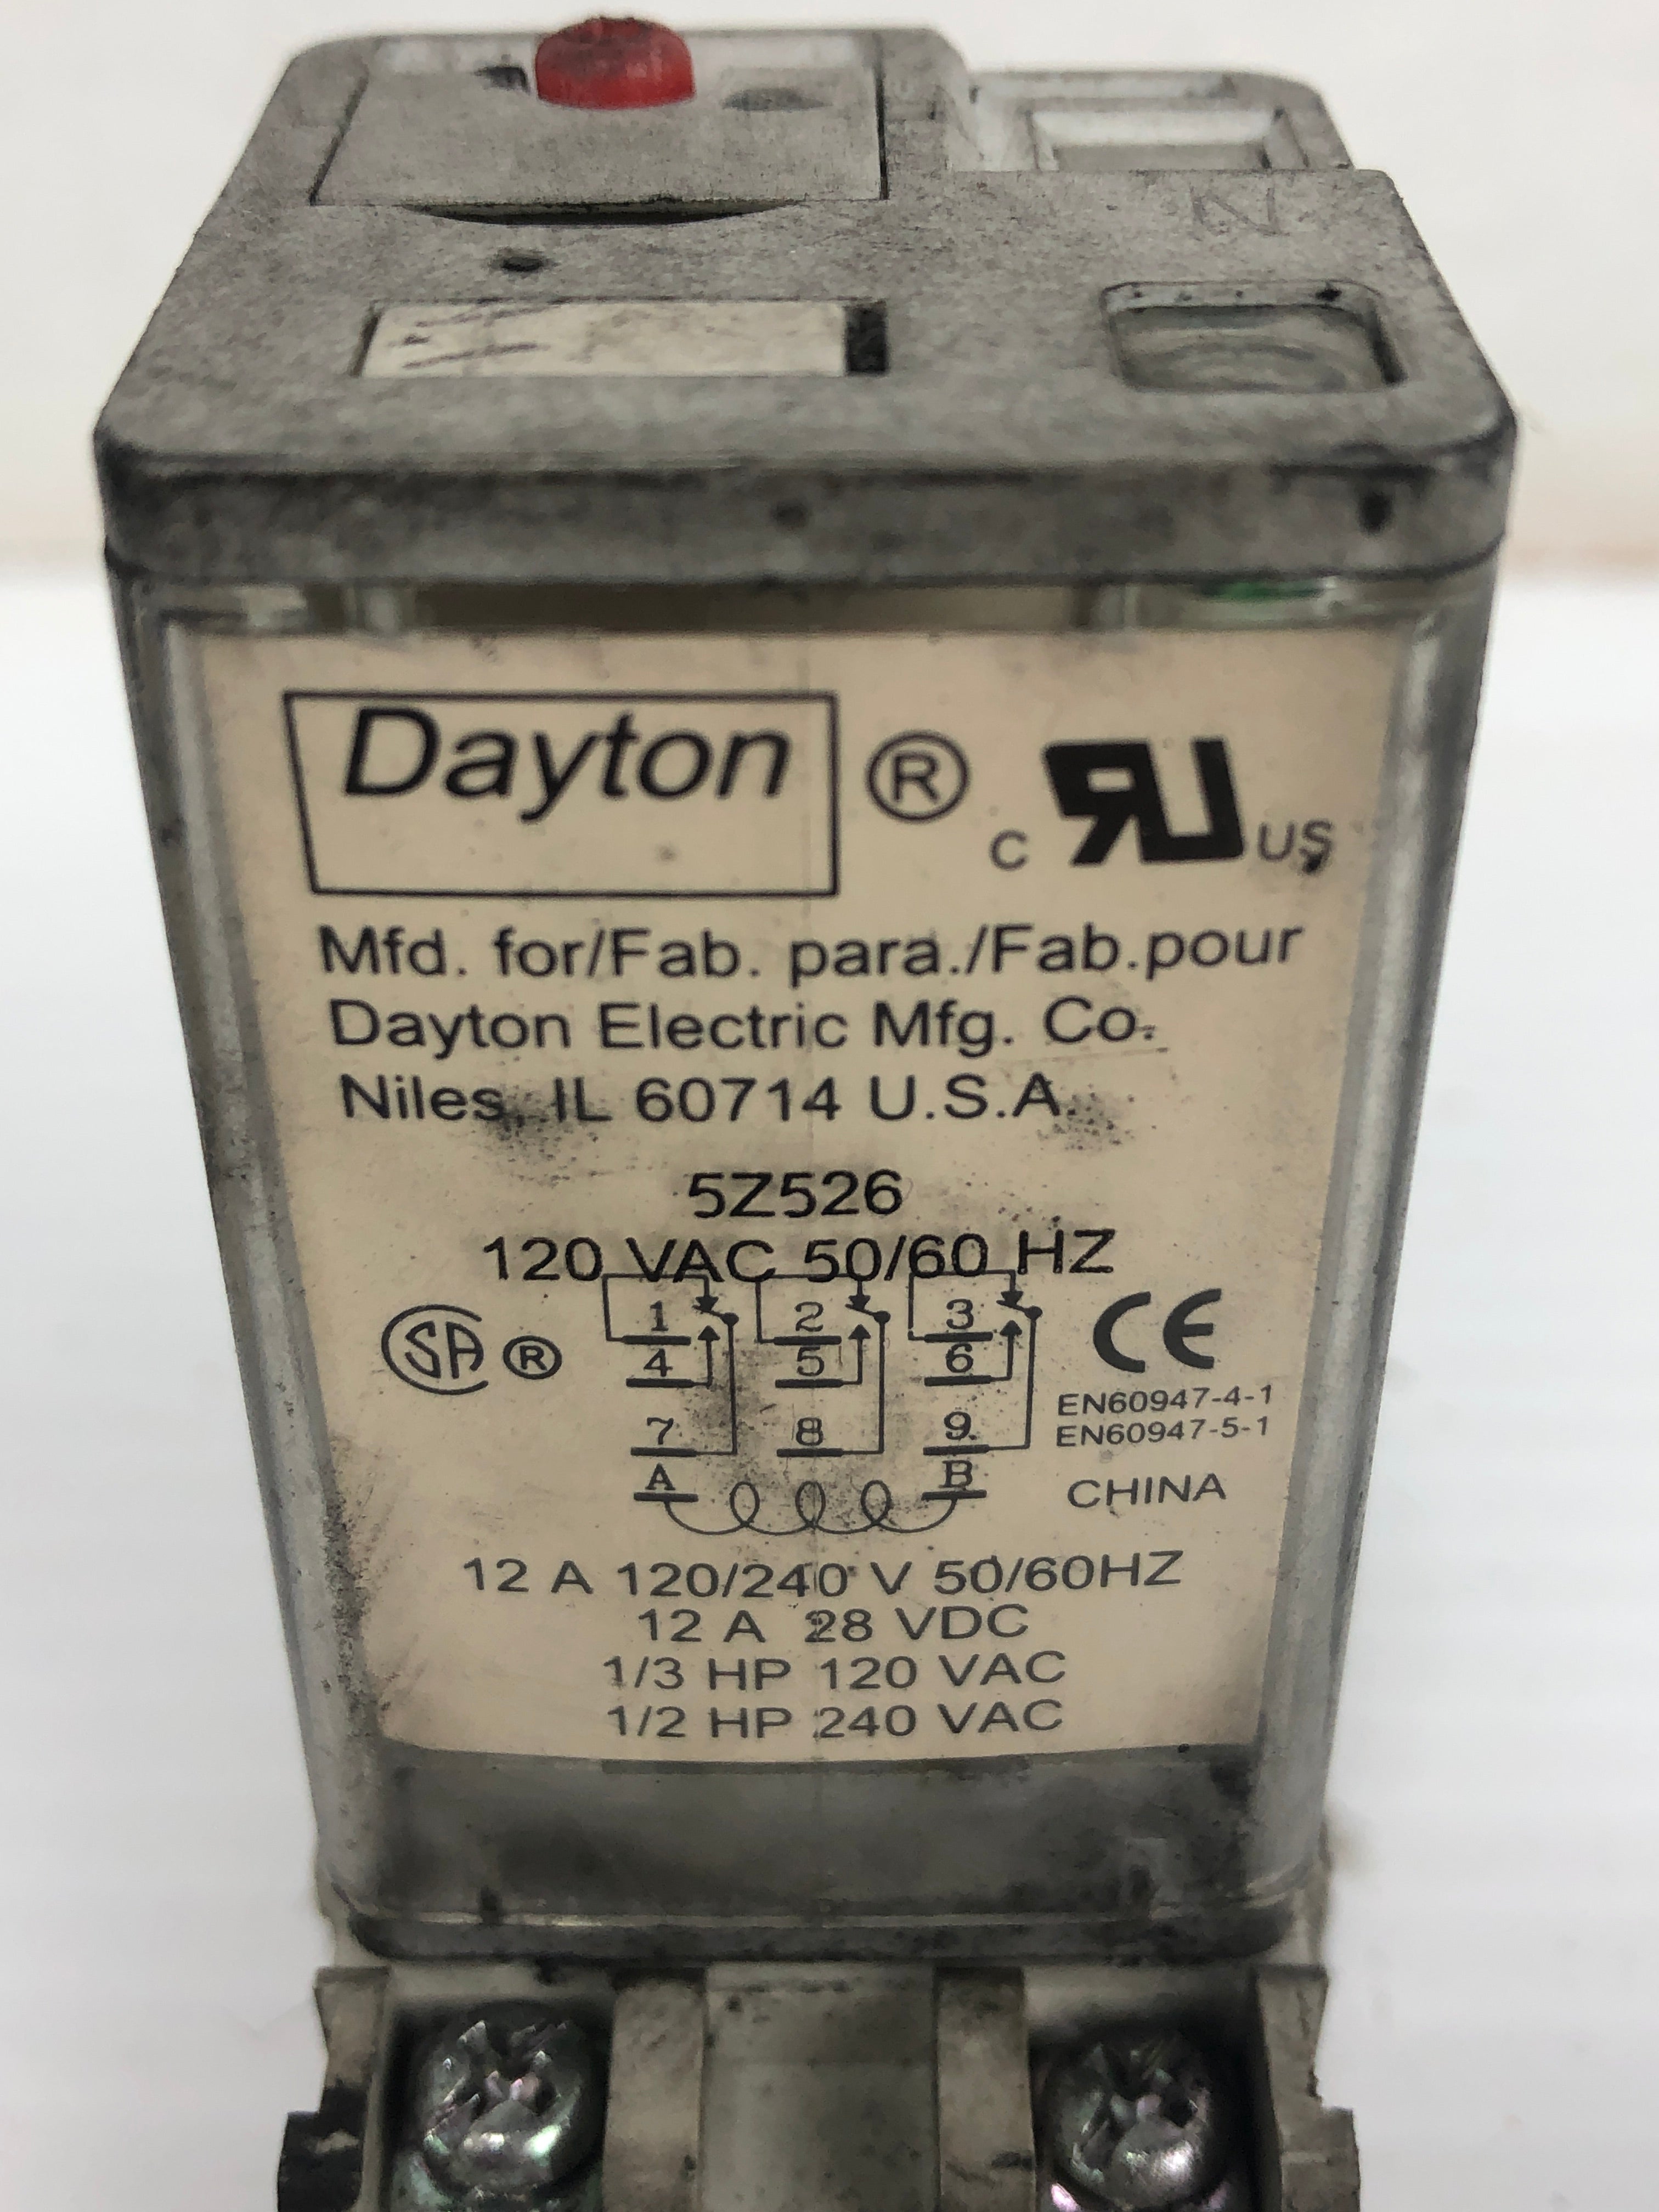 Dayton ® c RU US
Mfd. for/Fab. para./Fab.pour
Dayton Electric Mfg. Co.
Niles, IL 60714 U.S.A.
5Z526
120 VAC 50/60 HZ
SA ®
1 2 3
4 5 6
7 8 9
A B
CE
EN60947-4-1
EN60947-5-1
CHINA
12 A 120/240 V 50/60HZ
12 A 28 VDC
1/3 HP 120 VAC
1/2 HP 240 VAC